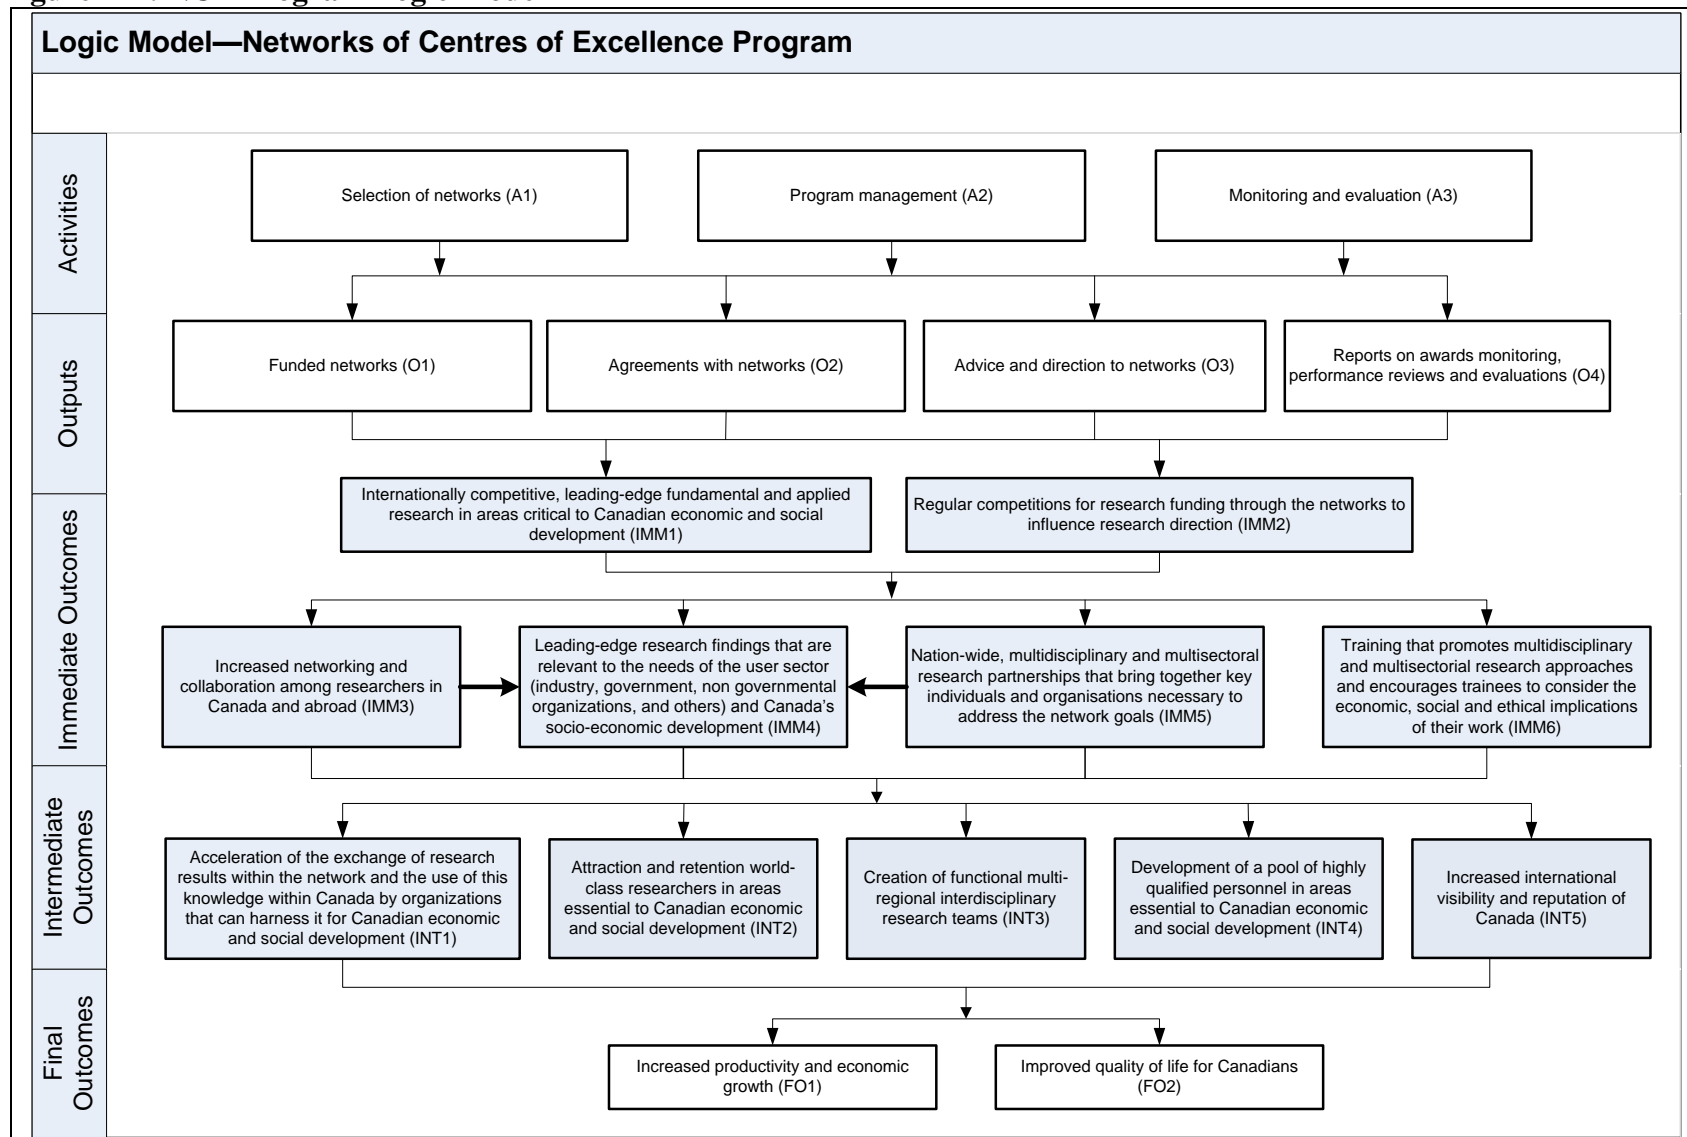 Logic Model—Networks of Centres of Excellence Program
Activities
Selection of networks (A1)
Program management (A2)
Monitoring and evaluation (A3)
Outputs
Funded networks (O1)
Agreements with networks (O2)
Advice and direction to networks (O3)
Reports on awards monitoring,
performance reviews and evaluations (O4)
Immediate Outcomes
Internationally competitive, leading-edge fundamental and applied
research in areas critical to Canadian economic and social
development (IMM1)
Regular competitions for research funding through the networks to
influence research direction (IMM2)
Increased networking and
collaboration among researchers in
Canada and abroad (IMM3)
Leading-edge research findings that are
relevant to the needs of the user sector
(industry, government, non governmental
organizations, and others) and Canada's
socio-economic development (IMM4)
Nation-wide, multidisciplinary and multisectoral
research partnerships that bring together key
individuals and organisations necessary to
address the network goals (IMM5)
Training that promotes multidisciplinary
and multisectorial research approaches
and encourages trainees to consider the
economic, social and ethical implications
of their work (IMM6)
Intermediate
Outcomes
Acceleration of the exchange of research
results within the network and the use of this
knowledge within Canada by organizations
that can harness it for Canadian economic
and social development (INT1)
Attraction and retention world-
class researchers in areas
essential to Canadian economic
and social development (INT2)
Creation of functional multi-
regional interdisciplinary
research teams (INT3)
Development of a pool of highly
qualified personnel in areas
essential to Canadian economic
and social development (INT4)
Increased international
visibility and reputation of
Canada (INT5)
Final
Outcomes
Increased productivity and economic
growth (FO1)
Improved quality of life for Canadians
(FO2)